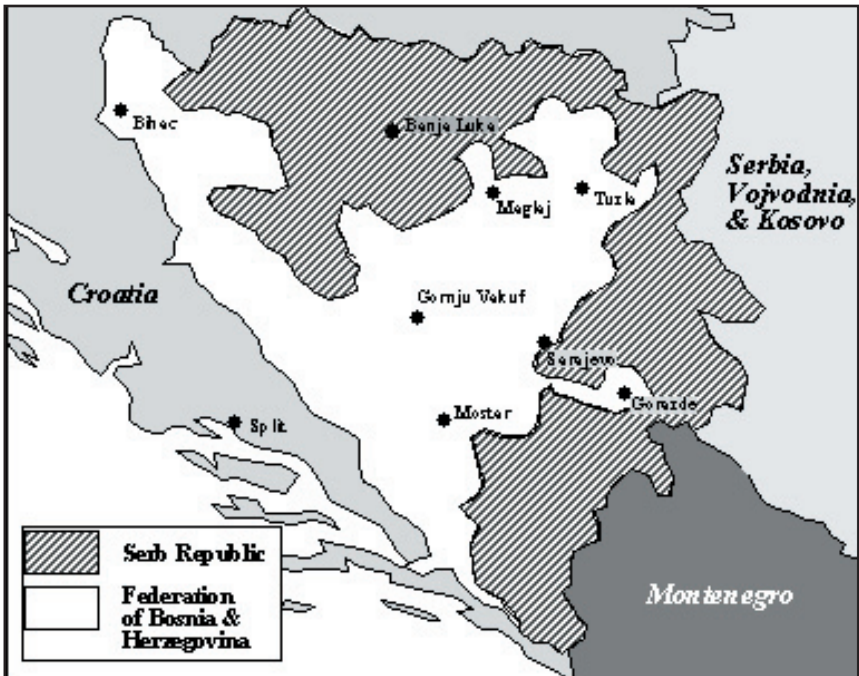 Bihac
Banja Luka
Serbia,
Vojvodnia,
& Kosovo
Maglaj
Tuzla
Croatia
Gornju Vakuf
Sarajevo
Gorazde
Mostar
Split
Serb Republic
Federation
of Bosnia &
Herzegovina
Montenegro